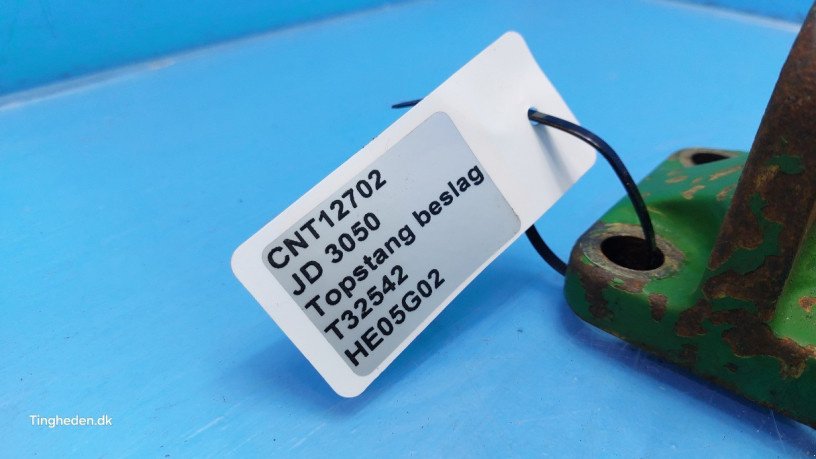 CNT12702
JD 3050
Topstang beslag
T32542
HE05G02
Tingheden.dk